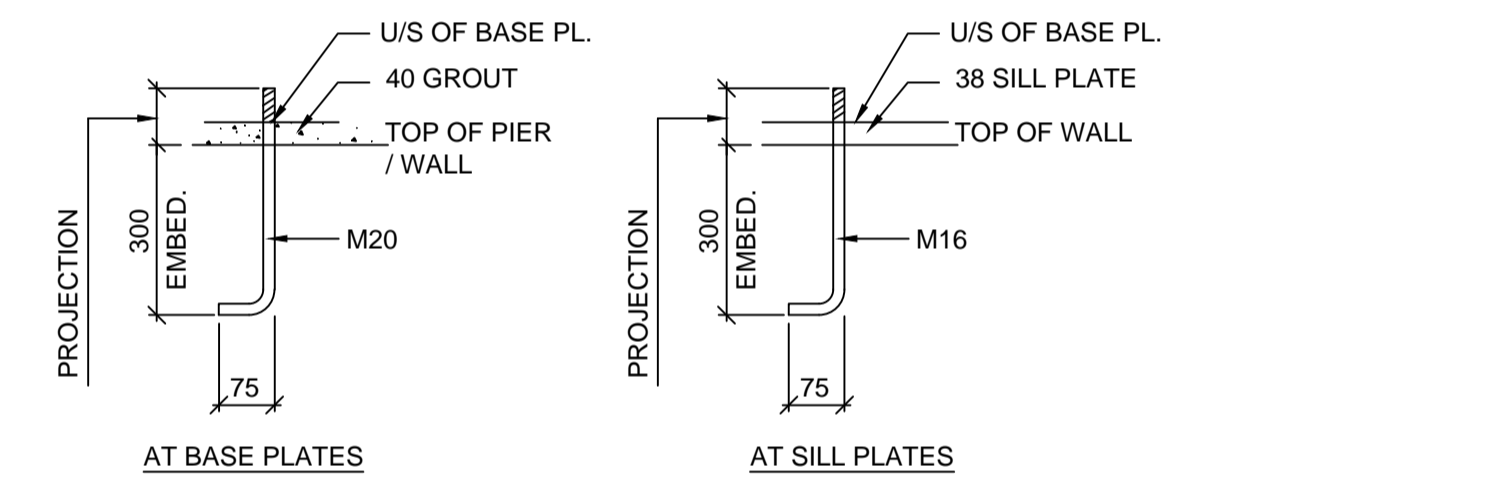 U/S OF BASE PL.
40 GROUT
TOP OF PIER
/ WALL
PROJECTION
300
EMBED.
M20
75
AT BASE PLATES
U/S OF BASE PL.
38 SILL PLATE
TOP OF WALL
PROJECTION
300
EMBED.
M16
75
AT SILL PLATES